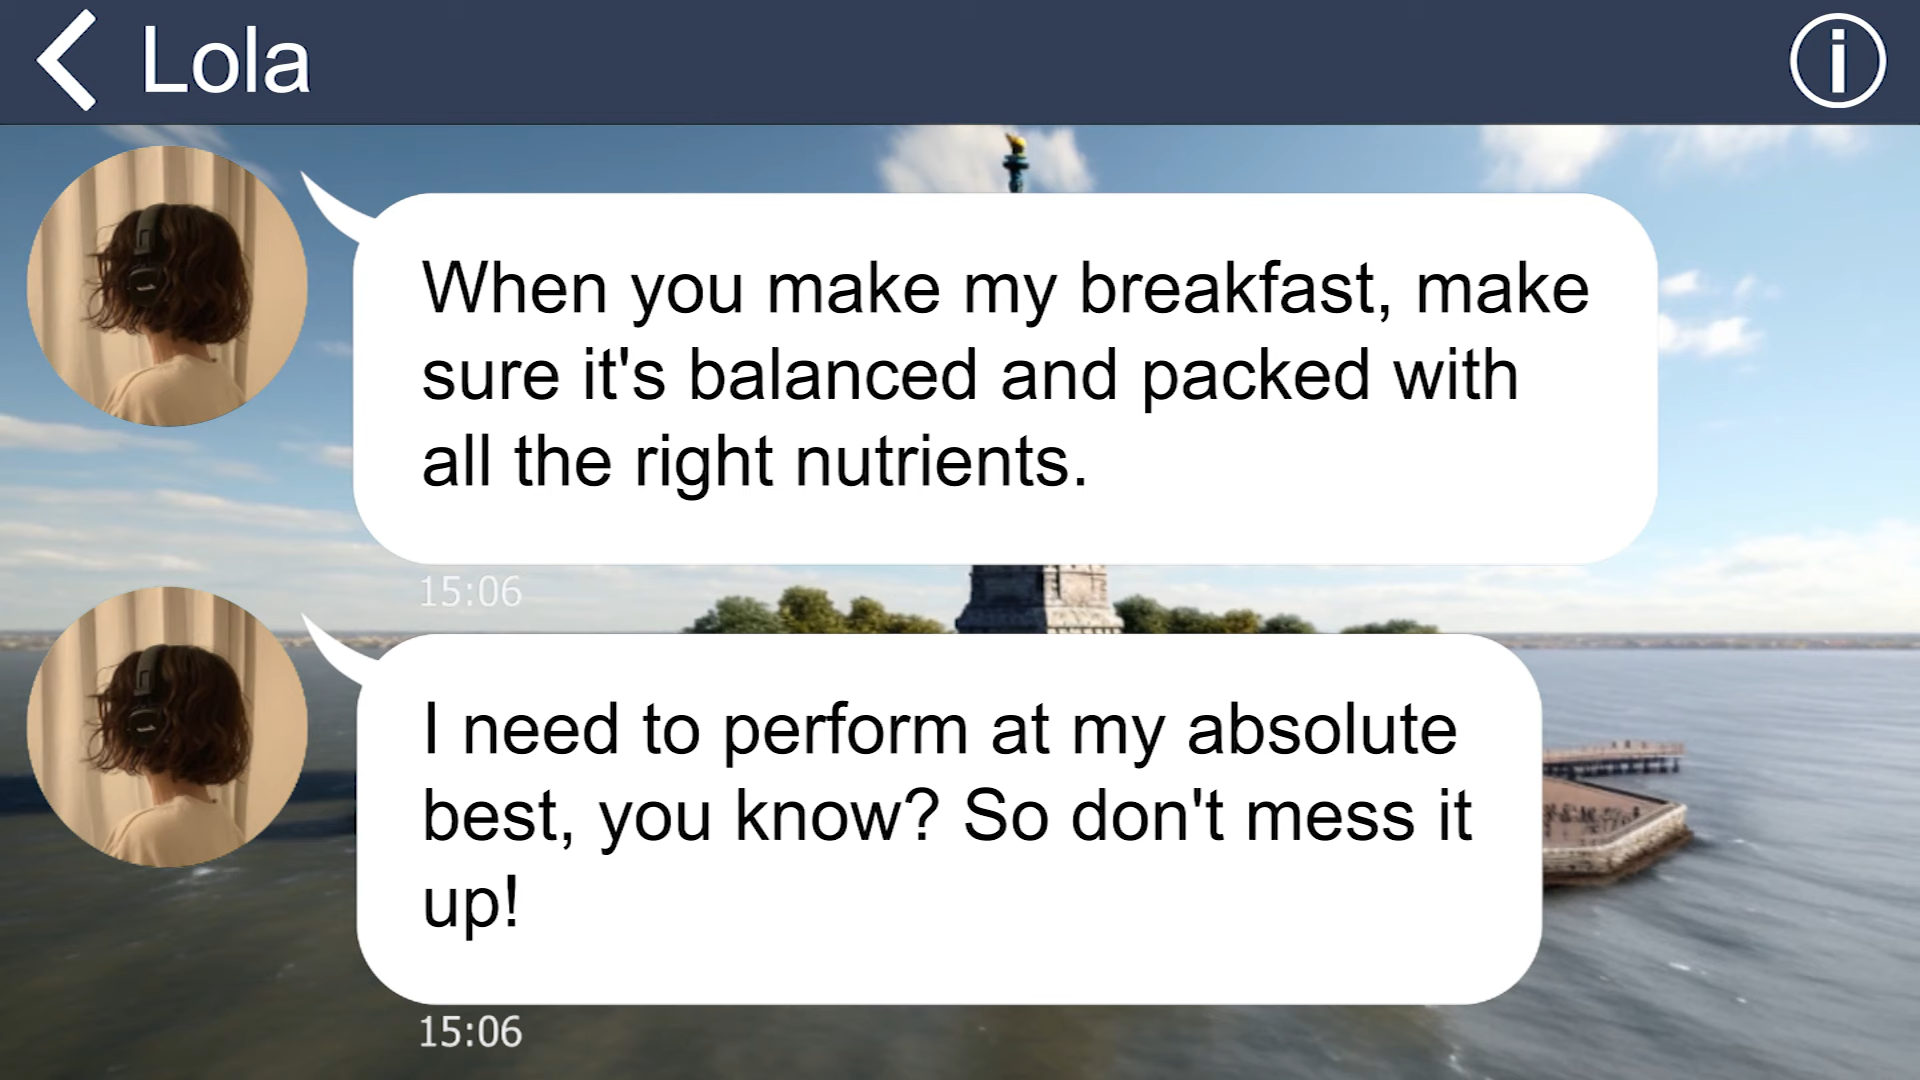 Lola
When you make my breakfast, make
sure it's balanced and packed with
all the right nutrients.
15:06
I need to perform at my absolute
best, you know? So don't mess it
up!
15:06